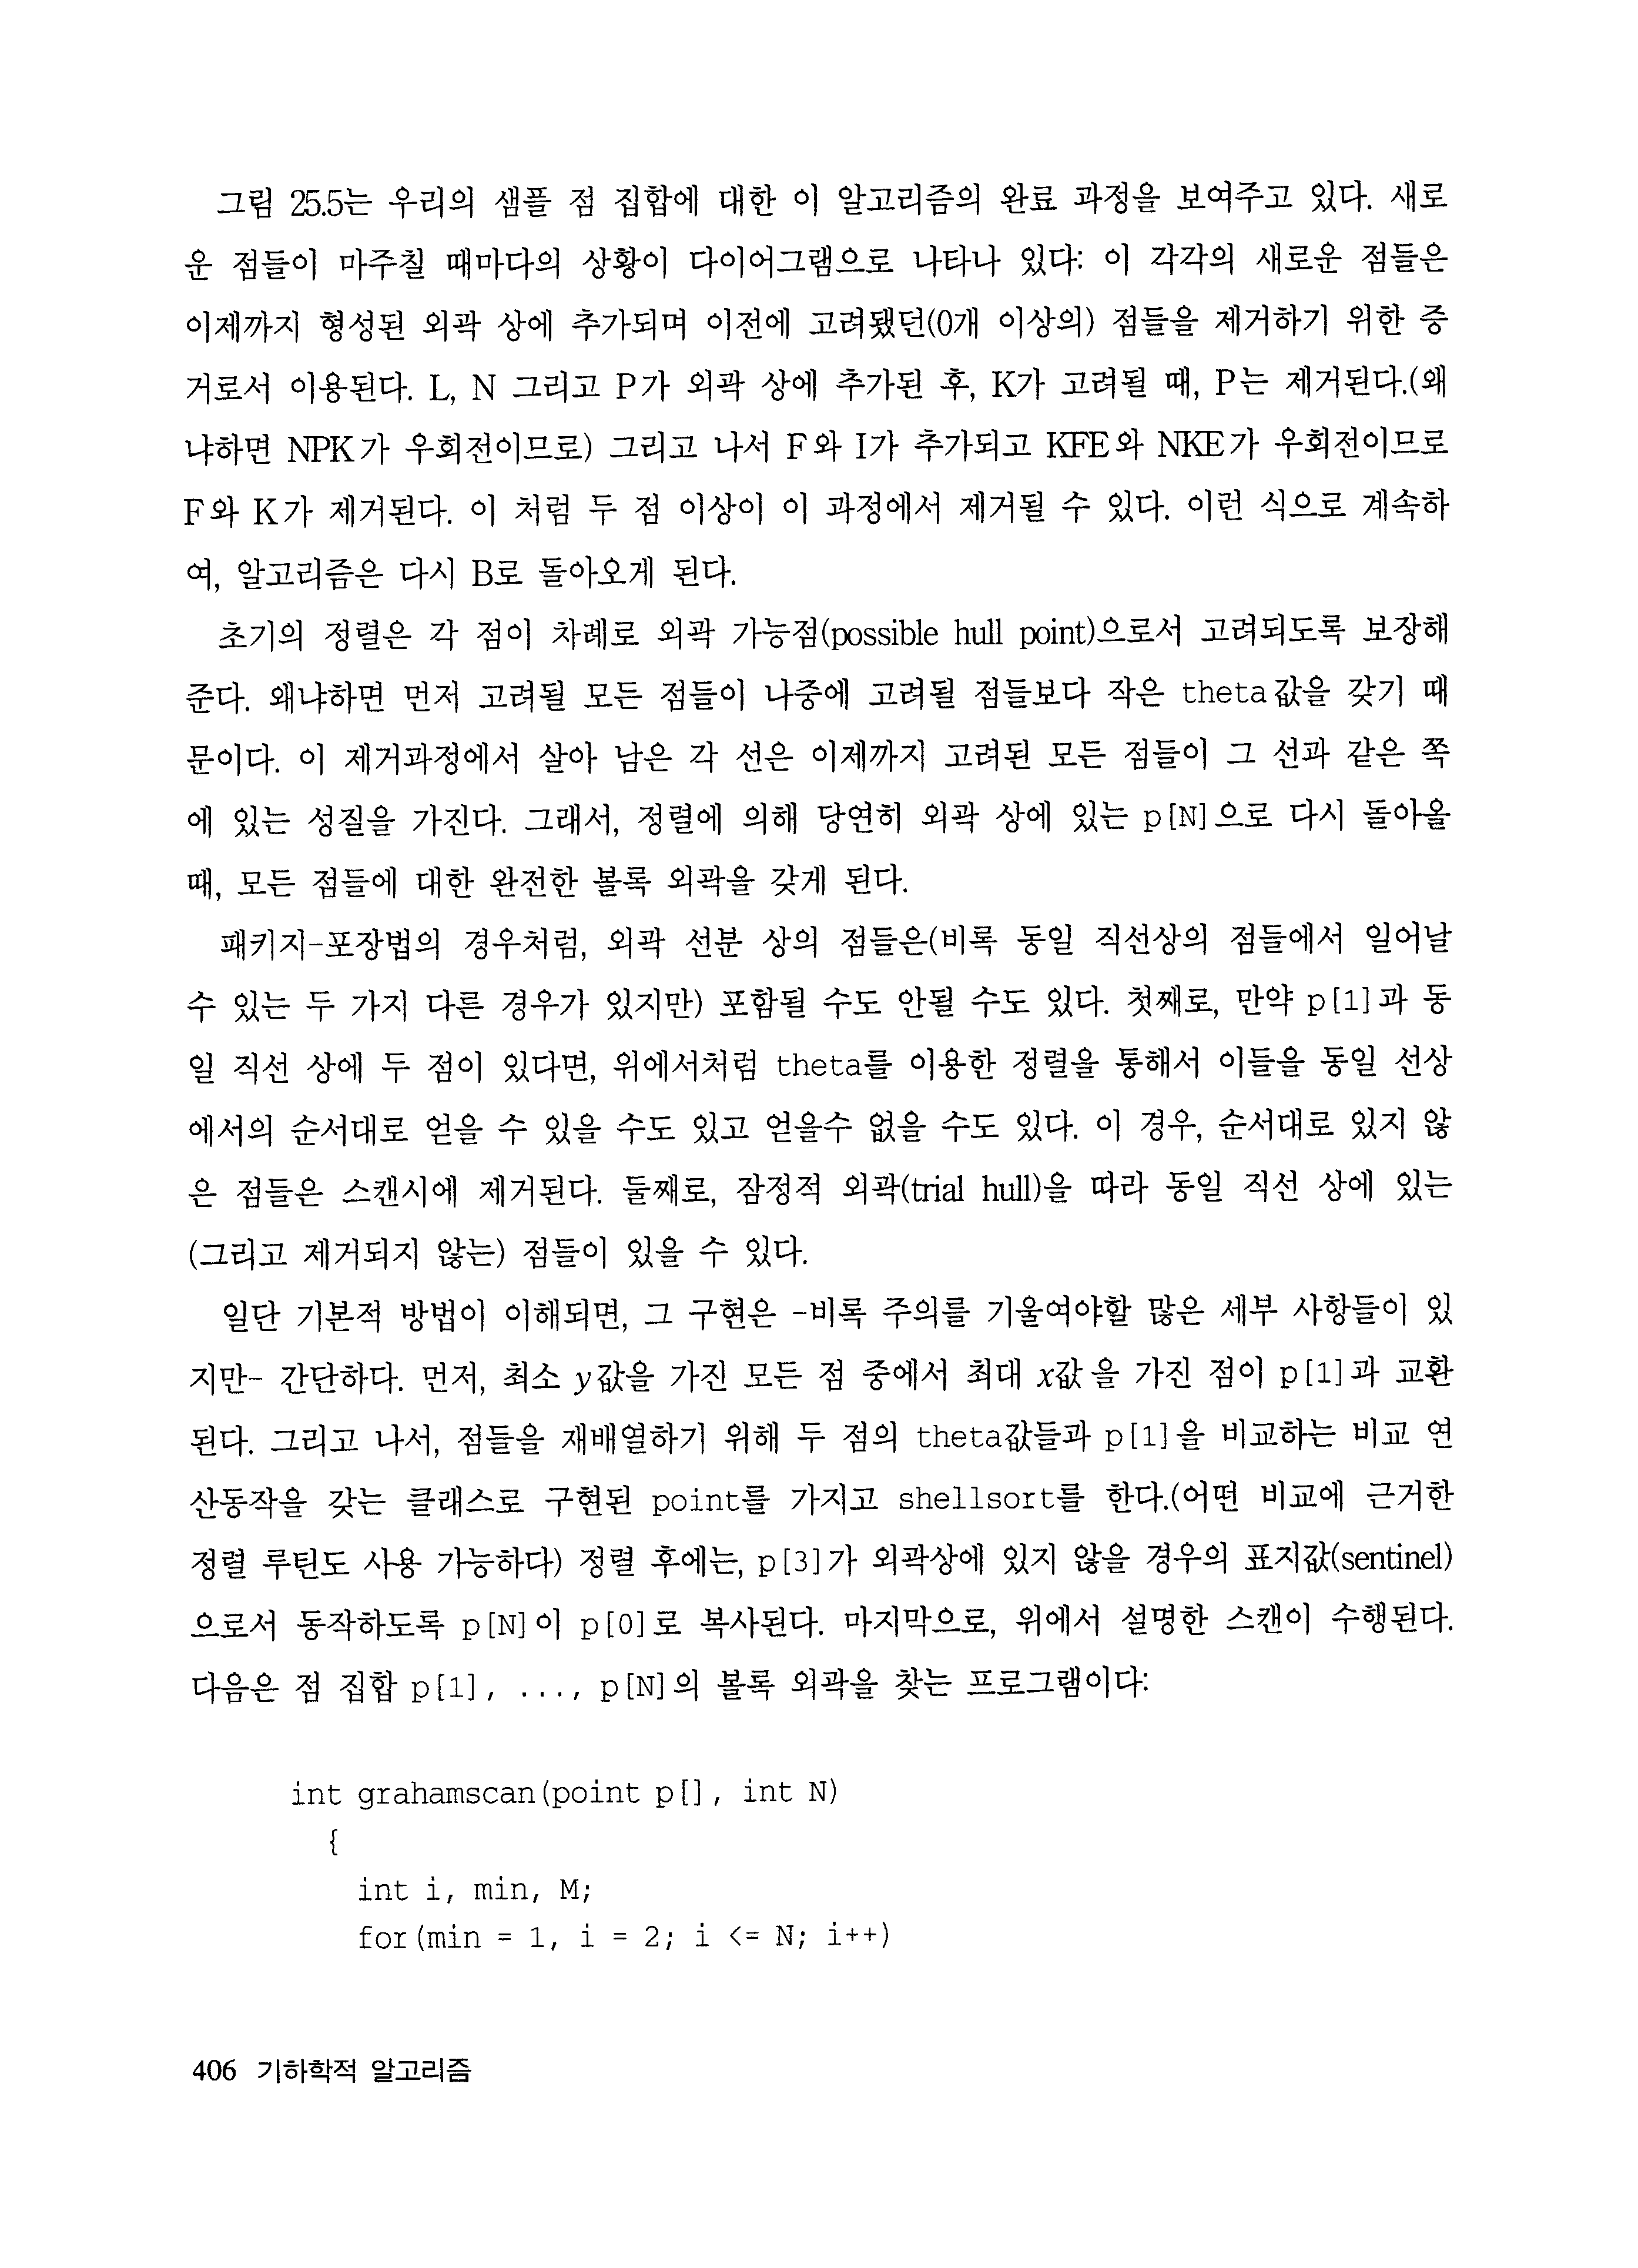 그림 25.5는 우리의 샘플 점 집합에 대한 이 알고리즘의 완료 과정을 보여주고 있다. 새로
운 점들이 마주칠 때마다의 상황이 다이어그램으로 나타나 있다: 이 각각의 새로운 점들은
이제까지 형성된 외곽 상에 추가되며 이전에 고려됐던(0개 이상의) 점들을 제거하기 위한 증
거로서 이용된다. L, N 그리고 P가 외곽 상에 추가된 후, K가 고려될 때, P는 제거된다.(왜
냐하면 NPK가 우회전이므로) 그리고 나서 F와 I가 추가되고 KFE와 NKE가 우회전이므로
F와 K가 제거된다. 이 처럼 두 점 이상이 이 과정에서 제거될 수 있다. 이런 식으로 계속하
여, 알고리즘은 다시 B로 돌아오게 된다.
초기의 정렬은 각 점이 차례로 외곽 가능점(possible hull point)으로서 고려되도록 보장해
준다. 왜냐하면 먼저 고려될 모든 점들이 나중에 고려될 점들보다 작은 theta값을 갖기 때
문이다. 이 제거과정에서 살아 남은 각 선은 이제까지 고려된 모든 점들이 그 선과 같은 쪽
에 있는 성질을 가진다. 그래서, 정렬에 의해 당연히 외곽 상에 있는 p[N]으로 다시 돌아올
때, 모든 점들에 대한 완전한 볼록 외곽을 갖게 된다.
패키지-포장법의 경우처럼, 외곽 선분 상의 점들은(비록 동일 직선상의 점들에서 일어날
수 있는 두 가지 다른 경우가 있지만) 포함될 수도 안될 수도 있다. 첫째로, 만약 p[1]과 동
일 직선 상에 두 점이 있다면, 위에서처럼 theta를 이용한 정렬을 통해서 이들을 동일 선상
에서의 순서대로 얻을 수 있을 수도 있고 얻을수 없을 수도 있다. 이 경우, 순서대로 있지 않
은 점들은 스캔시에 제거된다. 둘째로, 잠정적 외곽(trial hull)을 따라 동일 직선 상에 있는
(그리고 제거되지 않는) 점들이 있을 수 있다.
일단 기본적 방법이 이해되면, 그 구현은 -비록 주의를 기울여야할 많은 세부 사항들이 있
지만- 간단하다. 먼저, 최소 y값을 가진 모든 점 중에서 최대 x값 을 가진 점이 p[1]과 교환
된다. 그리고 나서, 점들을 재배열하기 위해 두 점의 theta값들과 p[1]을 비교하는 비교 연
산동작을 갖는 클래스로 구현된 point를 가지고 shellsort를 한다.(어떤 비교에 근거한
정렬 루틴도 사용 가능하다) 정렬 후에는, p[3]가 외곽상에 있지 않을 경우의 표지값(sentinel)
으로서 동작하도록 p[N]이 p[0]로 복사된다. 마지막으로, 위에서 설명한 스캔이 수행된다.
다음은 점 집합 p[1], ..., p[N]의 볼록 외곽을 찾는 프로그램이다:
int grahamscan(point p[], int N)
{
int i, min, M;
for(min = 1, i = 2; i <= N; i++)
406 기하학적 알고리즘